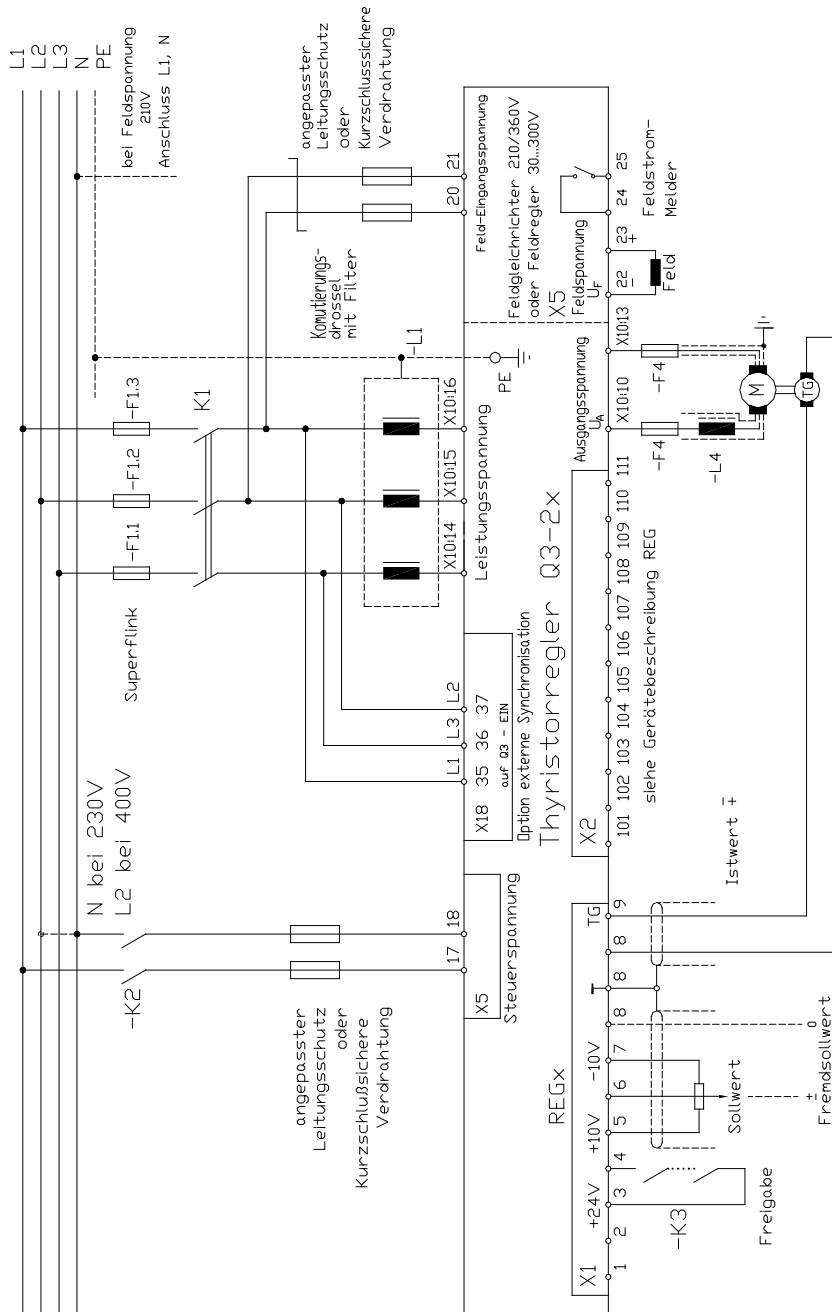 L1
L2
L3
N
PE
bei Feldspannung
210V
Anschluss L1, N
N bei 230V
L2 bei 400V
-K2
Superflink
-F1.1
-F1.2
-F1.3
K1
angepasster
Leitungsschutz
oder
Kurzschlußsichere
Verdrahtung
Komutierungs-
drossel
mit Filter
-L1
PE
angepasster
Leitungsschutz
oder
Kurzschlusssichere
Verdrahtung
17
18
X5
Steuerspannung
L1
L3
L2
35
36
37
X18
auf Q3 - EIN
Option externe Synchronisation
X10:14
X10:15
X10:16
Leistungsspannung
20
21
Feld-Eingangsspannung
Thyristorregler Q3-2x
Feldgleichrichter 210/360V
oder Feldregler 30...300V
X5
REGx
X1
+24V
+10V
-10V
TG
1
2
3
4
5
6
7
8
8
8
9
X2
101
102
103
104
105
106
107
108
109
110
111
siehe Gerätebeschreibung REG
Ausgangsspannung
UA
X10:10
X10:13
Feldspannung
UF
22
23
24
25
-
+
Feld
Feldstrom-
Melder
-F4
-F4
-L4
M
TG
-K3
Freigabe
Sollwert
±
0
Fremdsollwert
Istwert ∓